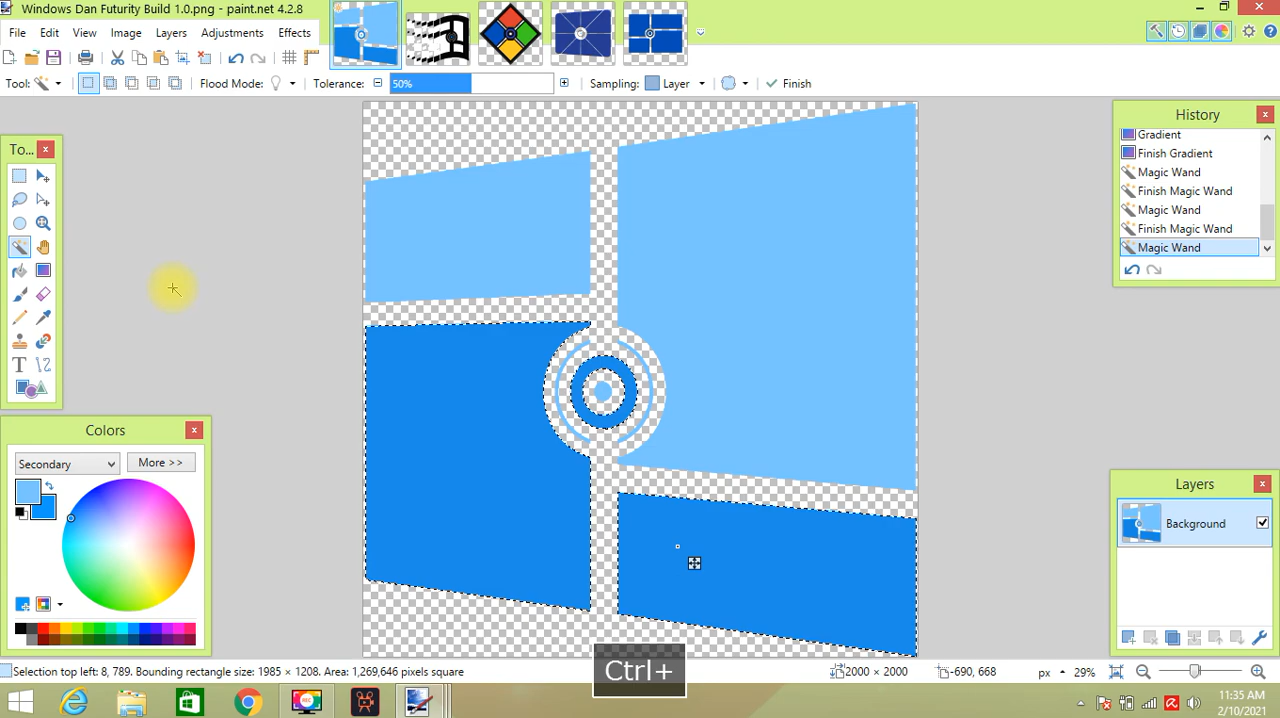 Windows Dan Futurity Build 1.0.png - paint.net 4.2.8
File Edit View Image Layers Adjustments Effects
Tool: Flood Mode: Tolerance: 50% Sampling: Layer Finish
To...
History
Gradient
Finish Gradient
Magic Wand
Finish Magic Wand
Magic Wand
Finish Magic Wand
Magic Wand
Colors
Secondary More >>
Layers
Background
Ctrl+
Selection top left: 8, 789. Bounding rectangle size: 1985 × 1208. Area: 1,269,646 pixels square 2000 × 2000 -690, 668 px 29%
11:35 AM
2/10/2021